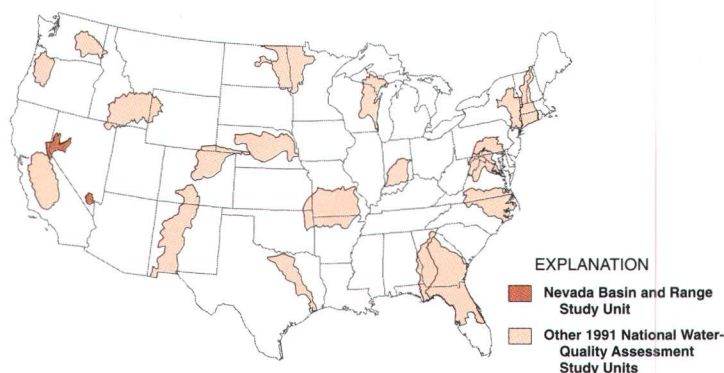 EXPLANATION
Nevada Basin and Range
Study Unit
Other 1991 National Water-
Quality Assessment
Study Units